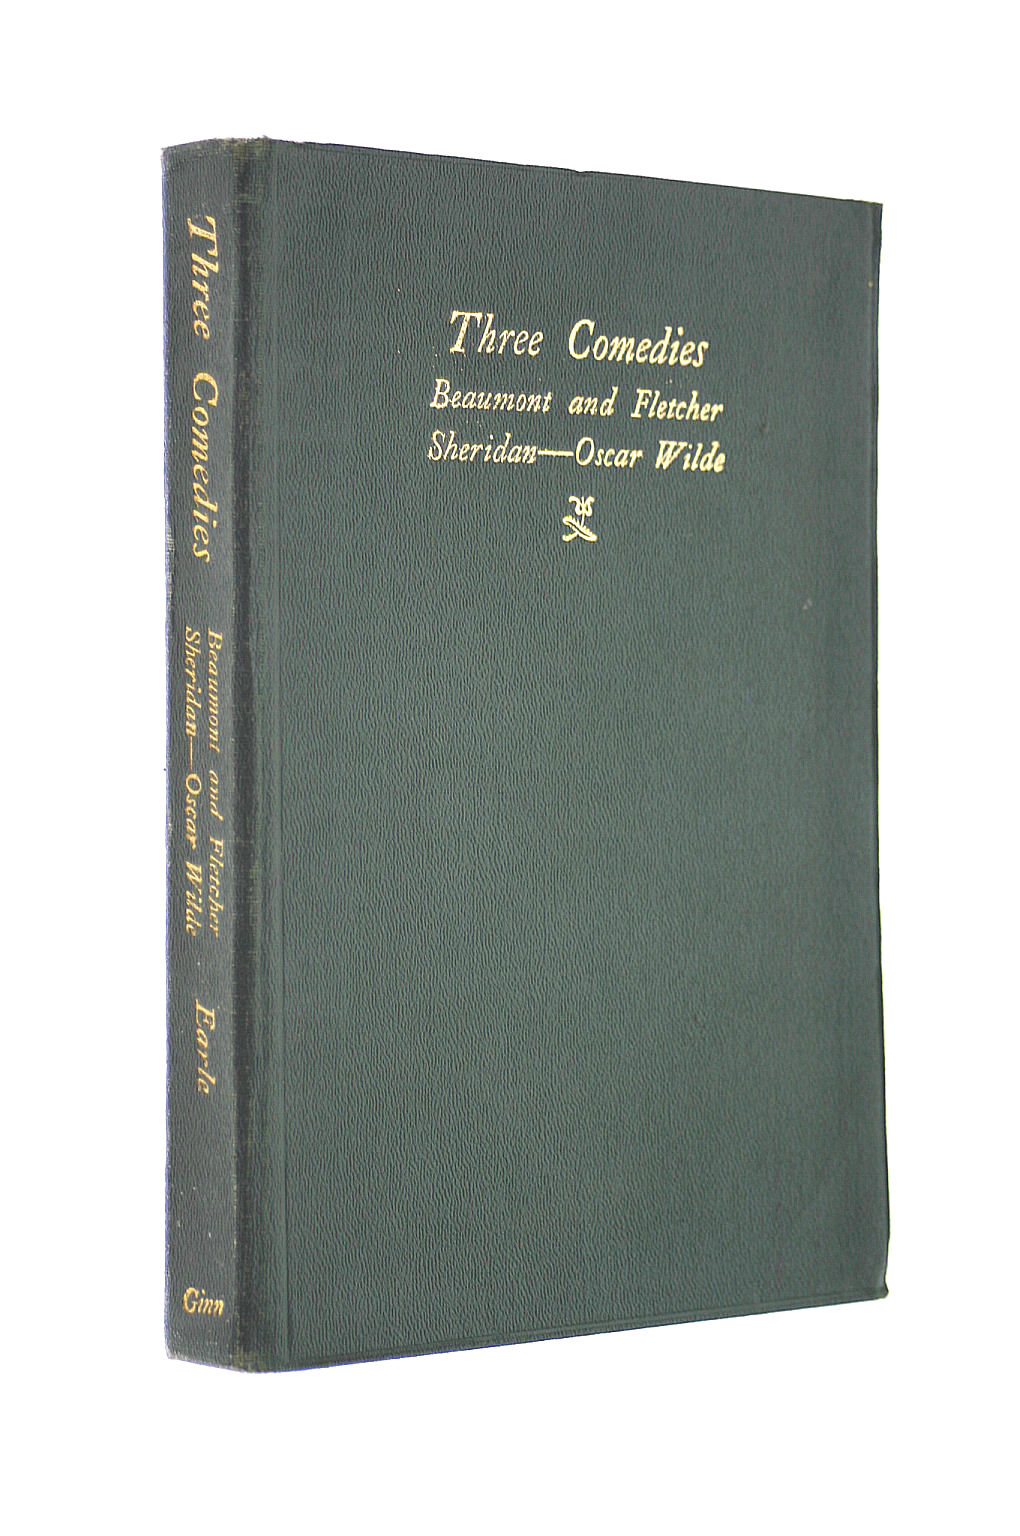 Three Comedies
Beaumont and Fletcher
Sheridan—Oscar Wilde
Three Comedies
Beaumont and Fletcher
Sheridan—Oscar Wilde
Earle
Ginn